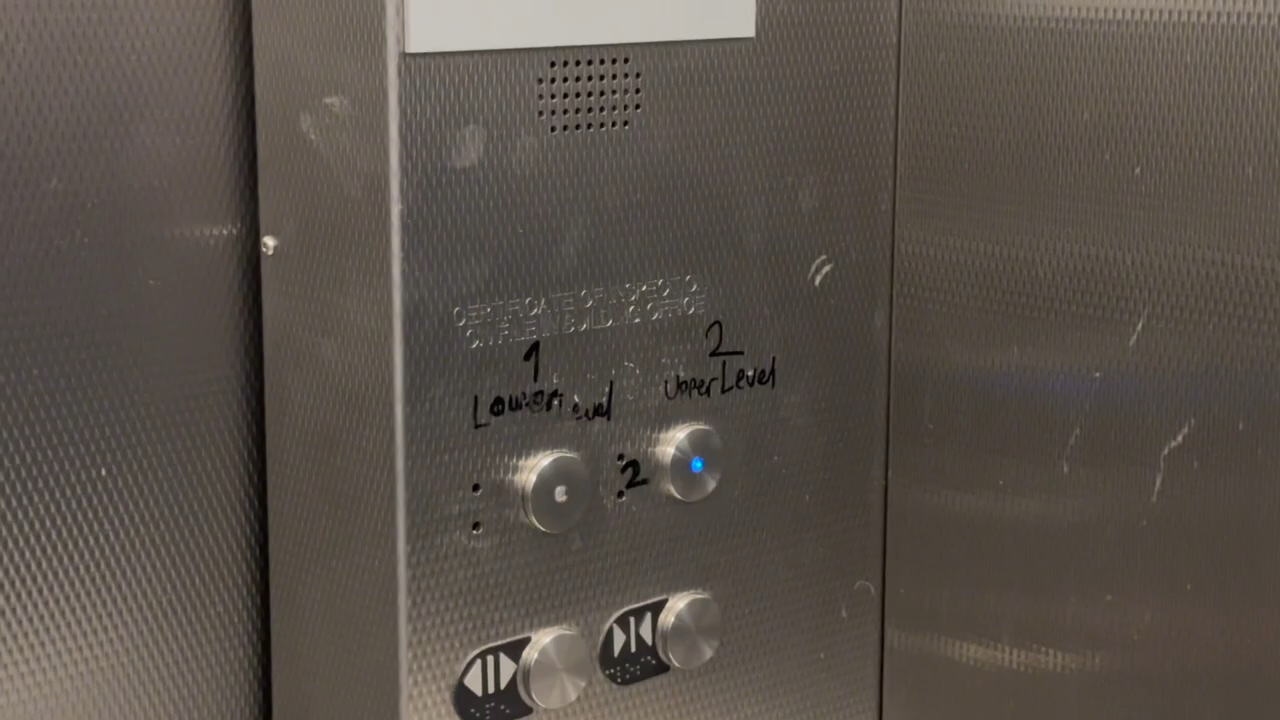 CERTIFICATE OF INSPECTION
ON FILE IN BUILDING OFFICE
1
2
Lower Level
Upper Level
2